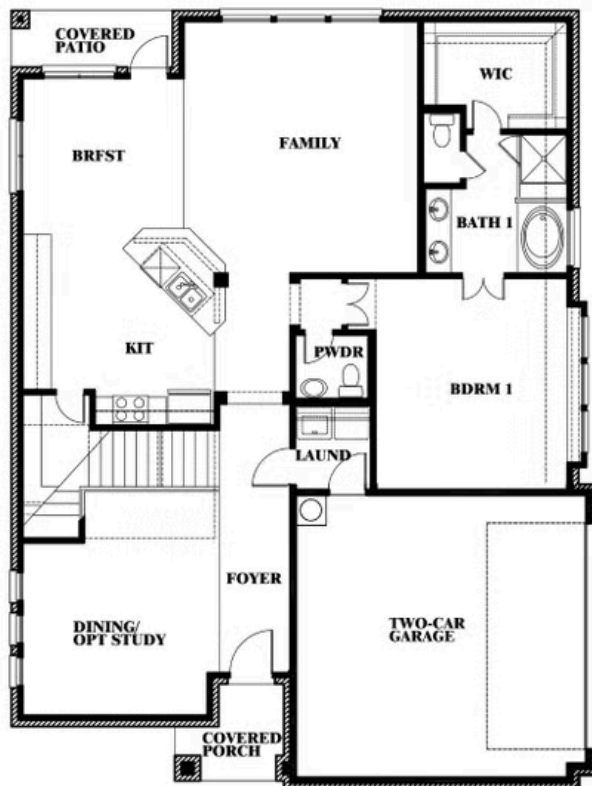 COVERED
PATIO
WIC
BRFST
FAMILY
BATH 1
KIT
PWDR
BDRM 1
LAUND
FOYER
DINING/
OPT STUDY
TWO-CAR
GARAGE
COVERED
PORCH